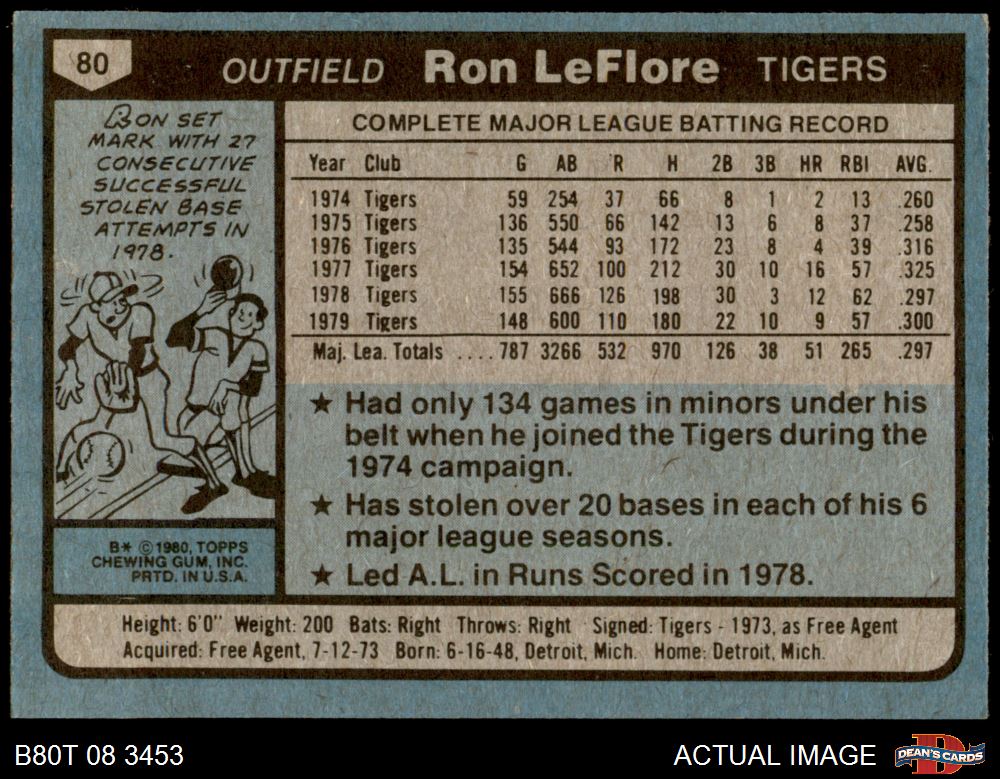 80 OUTFIELD Ron LeFlore TIGERS
RON SET
MARK WITH 27
CONSECUTIVE
SUCCESSFUL
STOLEN BASE
ATTEMPTS IN
1978.
B* © 1980, TOPPS
CHEWING GUM, INC.
PRTD. IN U.S.A.
COMPLETE MAJOR LEAGUE BATTING RECORD
Year Club G AB R H 2B 3B HR RBI AVG.
1974 Tigers 59 254 37 66 8 1 2 13 .260
1975 Tigers 136 550 66 142 13 6 8 37 .258
1976 Tigers 135 544 93 172 23 8 4 39 .316
1977 Tigers 154 652 100 212 30 10 16 57 .325
1978 Tigers 155 666 126 198 30 3 12 62 .297
1979 Tigers 148 600 110 180 22 10 9 57 .300
Maj. Lea. Totals .... 787 3266 532 970 126 38 51 265 .297
★ Had only 134 games in minors under his
belt when he joined the Tigers during the
1974 campaign.
★ Has stolen over 20 bases in each of his 6
major league seasons.
★ Led A.L. in Runs Scored in 1978.
Height: 6'0" Weight: 200 Bats: Right Throws: Right Signed: Tigers - 1973, as Free Agent
Acquired: Free Agent, 7-12-73 Born: 6-16-48, Detroit, Mich. Home: Detroit, Mich.
B80T 08 3453 ACTUAL IMAGE DEAN'S CARDS